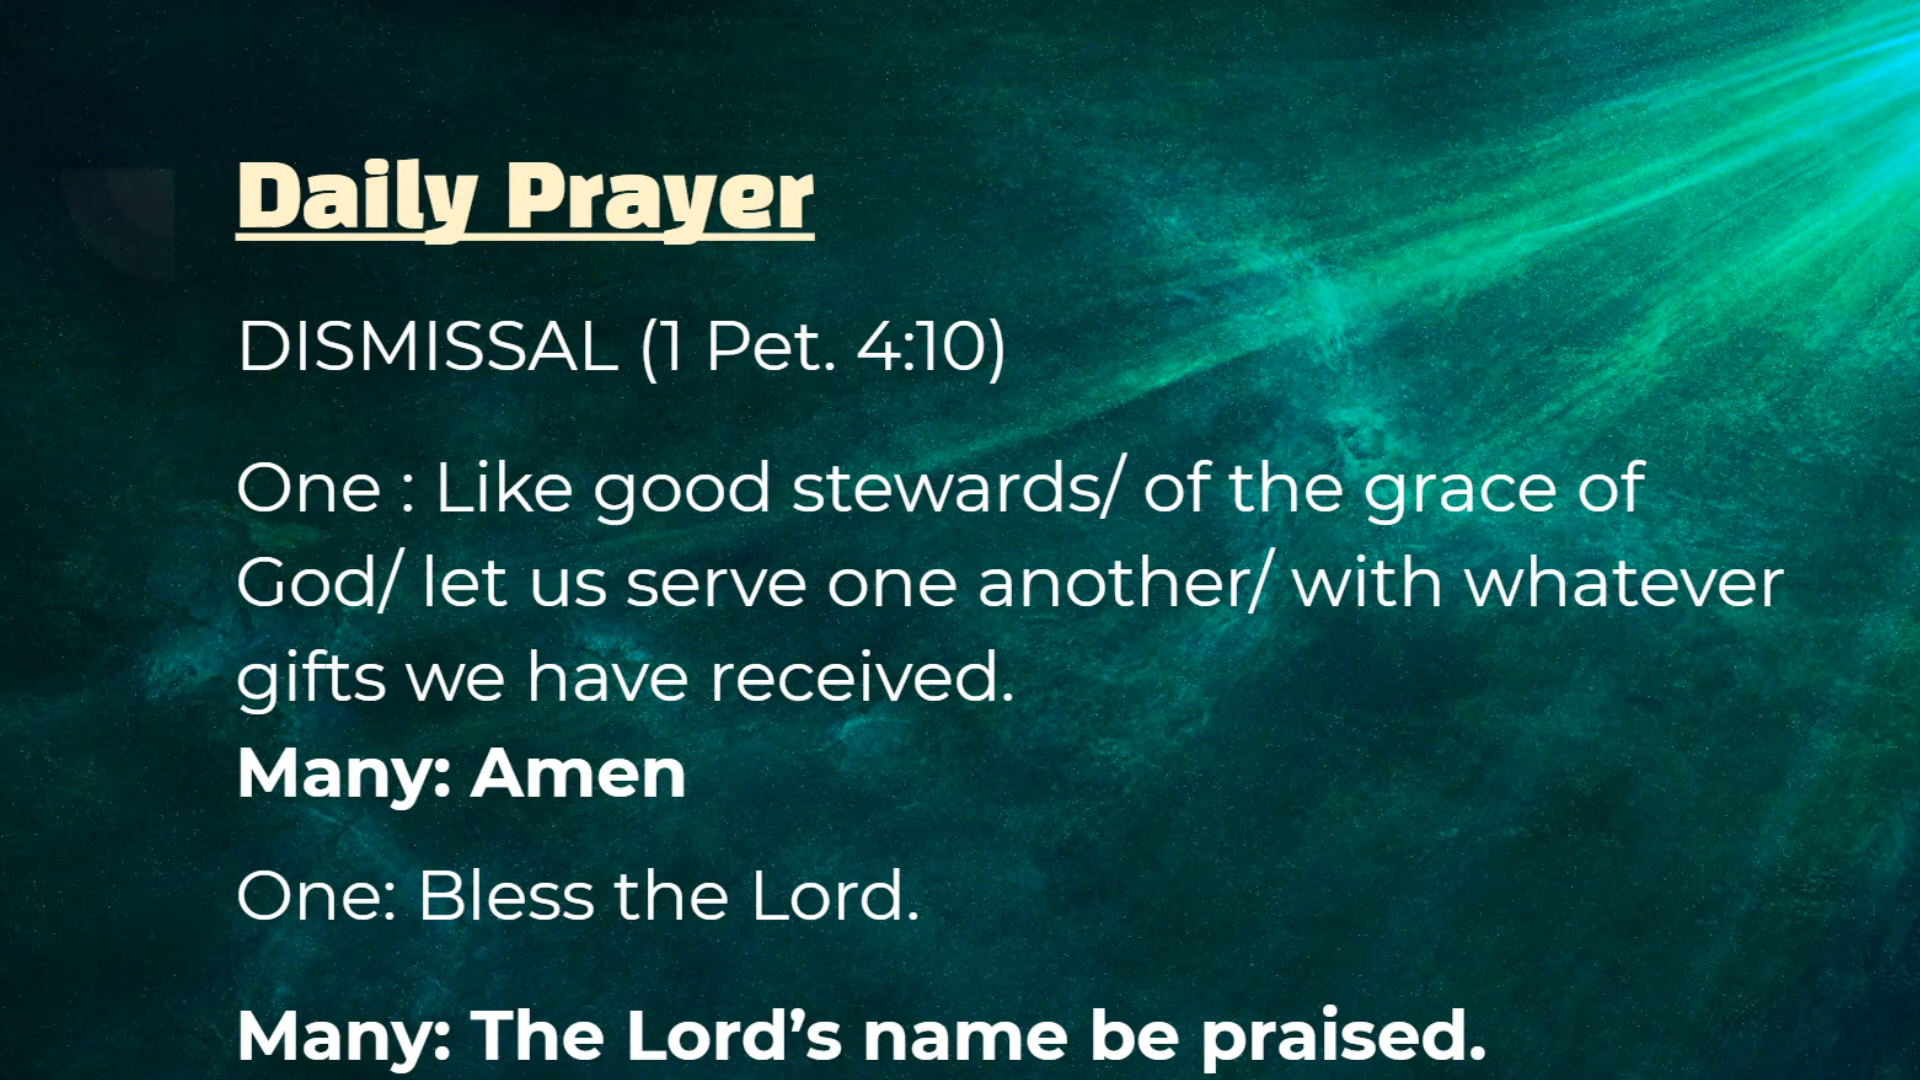 Daily Prayer
DISMISSAL (1 Pet. 4:10)
One : Like good stewards/ of the grace of
God/ let us serve one another/ with whatever
gifts we have received.
Many: Amen
One: Bless the Lord.
Many: The Lord’s name be praised.